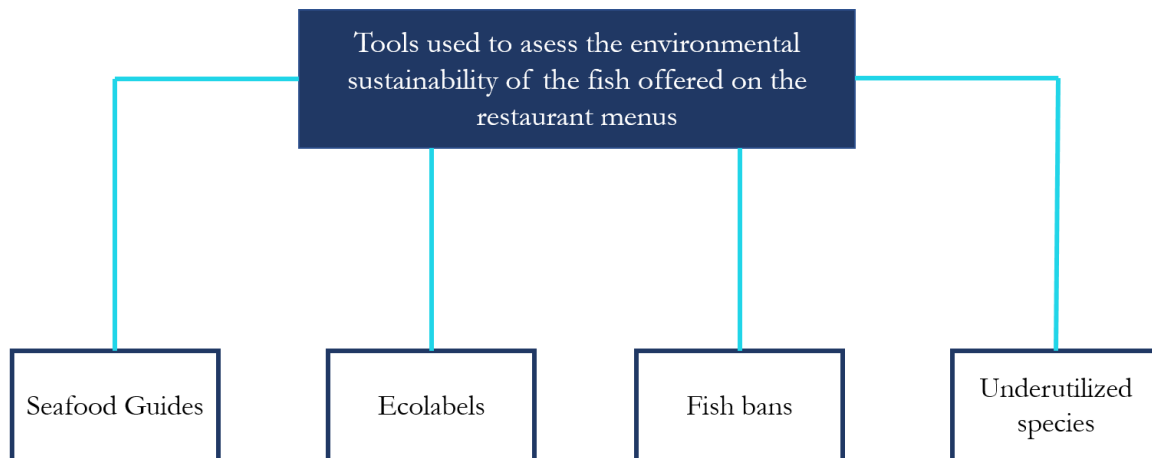 Tools used to asess the environmental
sustainability of the fish offered on the
restaurant menus
Seafood Guides
Ecolabels
Fish bans
Underutilized
species